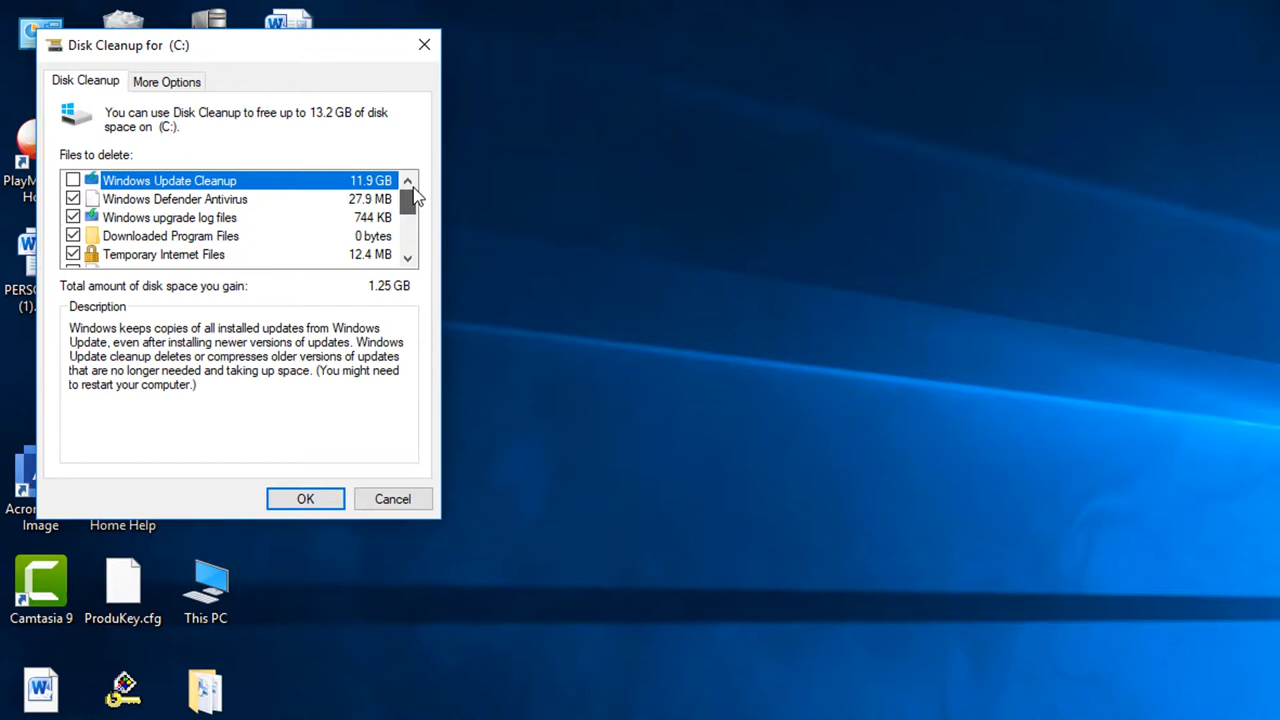 Disk Cleanup for (C:)
Disk Cleanup
More Options
You can use Disk Cleanup to free up to 13.2 GB of disk
space on (C:).
Files to delete:
Windows Update Cleanup 11.9 GB
Windows Defender Antivirus 27.9 MB
Windows upgrade log files 744 KB
Downloaded Program Files 0 bytes
Temporary Internet Files 12.4 MB
Total amount of disk space you gain: 1.25 GB
Description
Windows keeps copies of all installed updates from Windows
Update, even after installing newer versions of updates. Windows
Update cleanup deletes or compresses older versions of updates
that are no longer needed and taking up space. (You might need
to restart your computer.)
OK
Cancel
PlayM
Ho
PERS
(1).
Acron
Image
Home Help
Camtasia 9
ProduKey.cfg
This PC